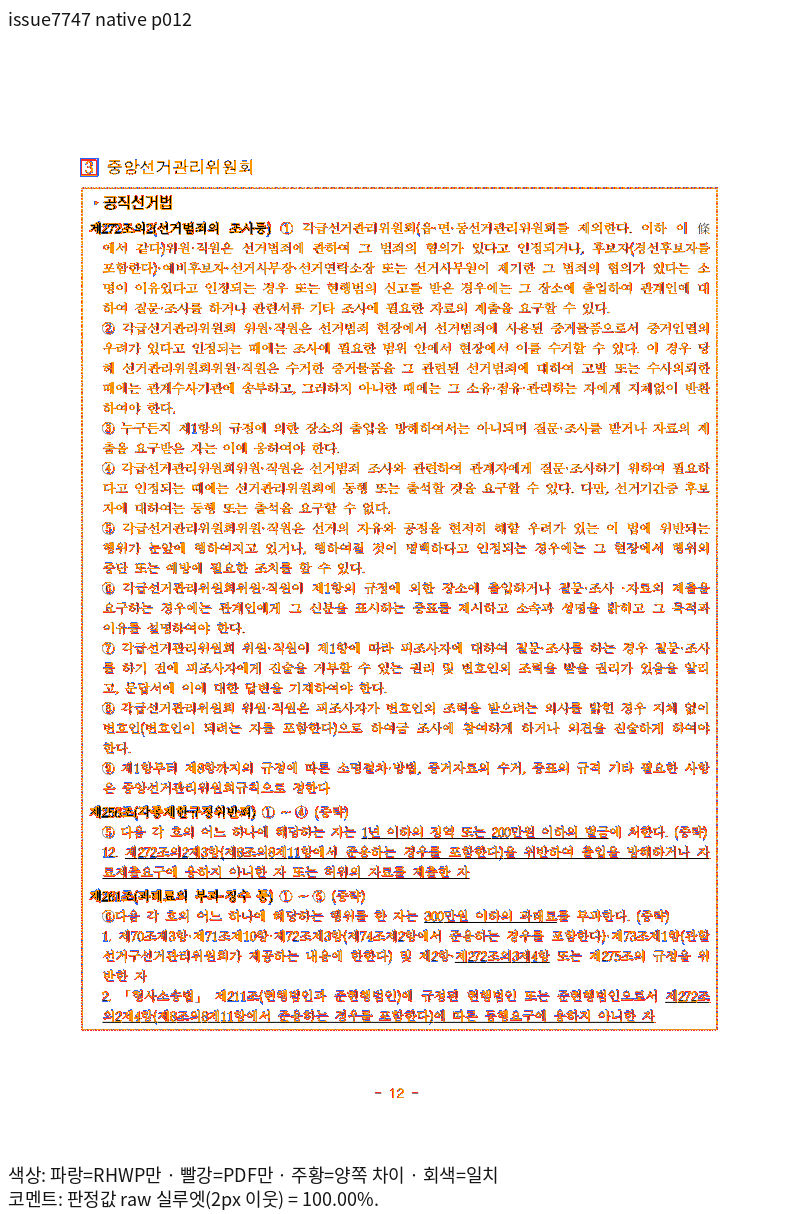 issue7747 native p012
3 중앙선거관리위원회
· 공직선거법
제272조의2(선거범죄의 조사등) ① 각급선거관리위원회(읍·면·동선거관리위원회를 제외한다. 이하 이 條
에서 같다)위원·직원은 선거범죄에 관하여 그 범죄의 혐의가 있다고 인정되거나, 후보자(경선후보자를
포함한다)·예비후보자·선거사무장·선거연락소장 또는 선거사무원이 제기한 그 범죄의 혐의가 있다는 소
명이 이유있다고 인정되는 경우 또는 현행범의 신고를 받은 경우에는 그 장소에 출입하여 관계인에 대
하여 질문·조사를 하거나 관련서류 기타 조사에 필요한 자료의 제출을 요구할 수 있다.
② 각급선거관리위원회 위원·직원은 선거범죄 현장에서 선거범죄에 사용된 증거물품으로서 증거인멸의
우려가 있다고 인정되는 때에는 조사에 필요한 범위 안에서 현장에서 이를 수거할 수 있다. 이 경우 당
해 선거관리위원회위원·직원은 수거한 증거물품을 그 관련된 선거범죄에 대하여 고발 또는 수사의뢰한
때에는 관계수사기관에 송부하고, 그러하지 아니한 때에는 그 소유·점유·관리하는 자에게 지체없이 반환
하여야 한다.
③ 누구든지 제1항의 규정에 의한 장소의 출입을 방해하여서는 아니되며 질문·조사를 받거나 자료의 제
출을 요구받은 자는 이에 응하여야 한다.
④ 각급선거관리위원회위원·직원은 선거범죄 조사와 관련하여 관계자에게 질문·조사하기 위하여 필요하
다고 인정되는 때에는 선거관리위원회에 동행 또는 출석할 것을 요구할 수 있다. 다만, 선거기간중 후보
자에 대하여는 동행 또는 출석을 요구할 수 없다.
⑤ 각급선거관리위원회위원·직원은 선거의 자유와 공정을 현저히 해할 우려가 있는 이 법에 위반되는
행위가 눈앞에 행하여지고 있거나, 행하여질 것이 명백하다고 인정되는 경우에는 그 현장에서 행위의
중단 또는 예방에 필요한 조치를 할 수 있다.
⑥ 각급선거관리위원회위원·직원이 제1항의 규정에 의한 장소에 출입하거나 질문·조사 ·자료의 제출을
요구하는 경우에는 관계인에게 그 신분을 표시하는 증표를 제시하고 소속과 성명을 밝히고 그 목적과
이유를 설명하여야 한다.
⑦ 각급선거관리위원회 위원·직원이 제1항에 따라 피조사자에 대하여 질문·조사를 하는 경우 질문·조사
를 하기 전에 피조사자에게 진술을 거부할 수 있는 권리 및 변호인의 조력을 받을 권리가 있음을 알리
고, 문답서에 이에 대한 답변을 기재하여야 한다.
⑧ 각급선거관리위원회 위원·직원은 피조사자가 변호인의 조력을 받으려는 의사를 밝힌 경우 지체 없이
변호인(변호인이 되려는 자를 포함한다)으로 하여금 조사에 참여하게 하거나 의견을 진술하게 하여야
한다.
⑨ 제1항부터 제8항까지의 규정에 따른 소명절차·방법, 증거자료의 수거, 증표의 규격 기타 필요한 사항
은 중앙선거관리위원회규칙으로 정한다
제256조(각종제한규정위반죄) ① ~ ④ (중략)
⑤ 다음 각 호의 어느 하나에 해당하는 자는 1년 이하의 징역 또는 200만원 이하의 벌금에 처한다. (중략)
12. 제272조의2제3항(제8조의8제11항에서 준용하는 경우를 포함한다)을 위반하여 출입을 방해하거나 자
료제출요구에 응하지 아니한 자 또는 허위의 자료를 제출한 자
제261조(과태료의 부과·징수 등) ① ~ ⑤ (중략)
⑥다음 각 호의 어느 하나에 해당하는 행위를 한 자는 300만원 이하의 과태료를 부과한다. (중략)
1. 제70조제3항·제71조제10항·제72조제3항(제74조제2항에서 준용하는 경우를 포함한다)·제73조제1항(관할
선거구선거관리위원회가 제공하는 내용에 한한다) 및 제2항·제272조의3제4항 또는 제275조의 규정을 위
반한 자
2. 「형사소송법」 제211조(현행범인과 준현행범인)에 규정된 현행범인 또는 준현행범인으로서 제272조
의2제4항(제8조의8제11항에서 준용하는 경우를 포함한다)에 따른 동행요구에 응하지 아니한 자
- 12 -
색상: 파랑=RHWP만 · 빨강=PDF만 · 주황=양쪽 차이 · 회색=일치
코멘트: 판정값 raw 실루엣(2px 이웃) = 100.00%.